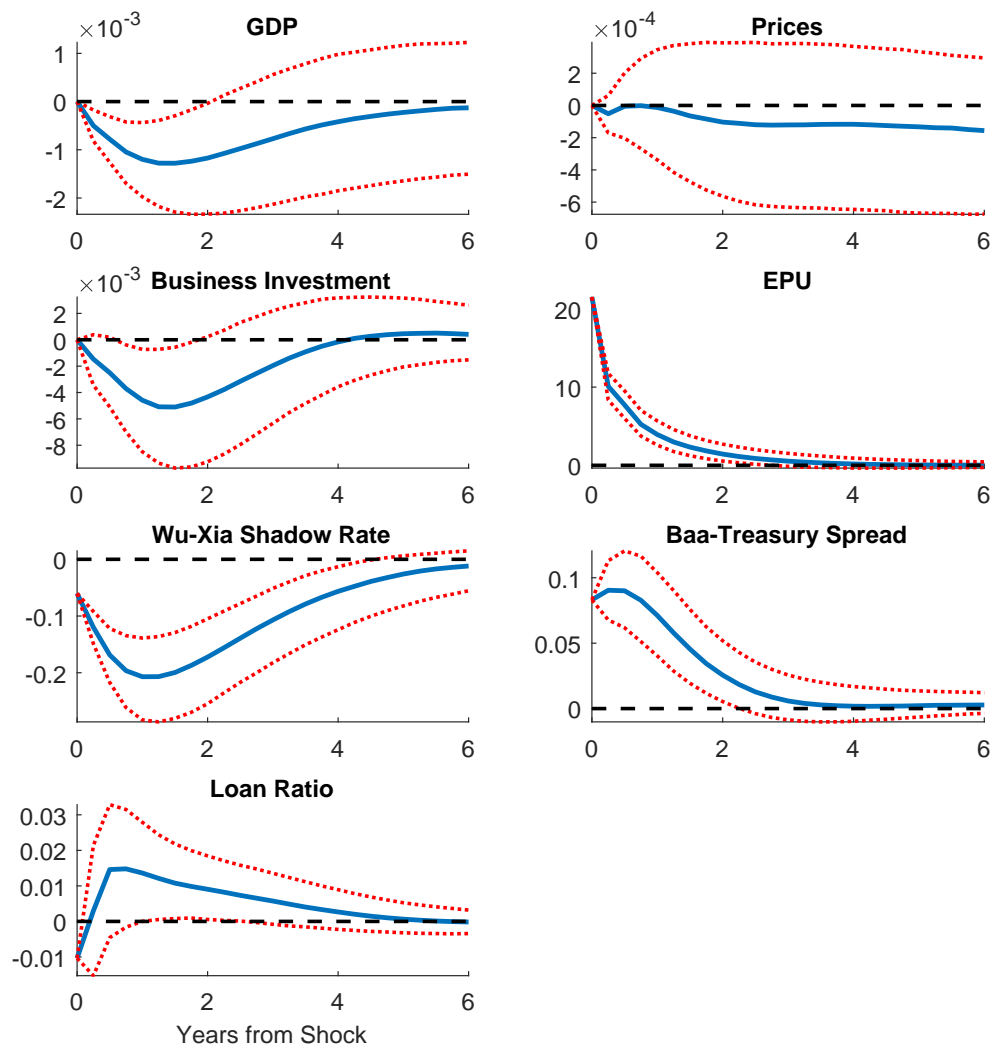 ×10⁻³
GDP
1
0
-1
-2
0 2 4 6
×10⁻⁴
Prices
2
0
-2
-4
-6
0 2 4 6
×10⁻³
Business Investment
2
0
-2
-4
-6
-8
0 2 4 6
EPU
20
10
0
0 2 4 6
Wu-Xia Shadow Rate
0
-0.1
-0.2
0 2 4 6
Baa-Treasury Spread
0.1
0.05
0
0 2 4 6
Loan Ratio
0.03
0.02
0.01
0
-0.01
0 2 4 6
Years from Shock